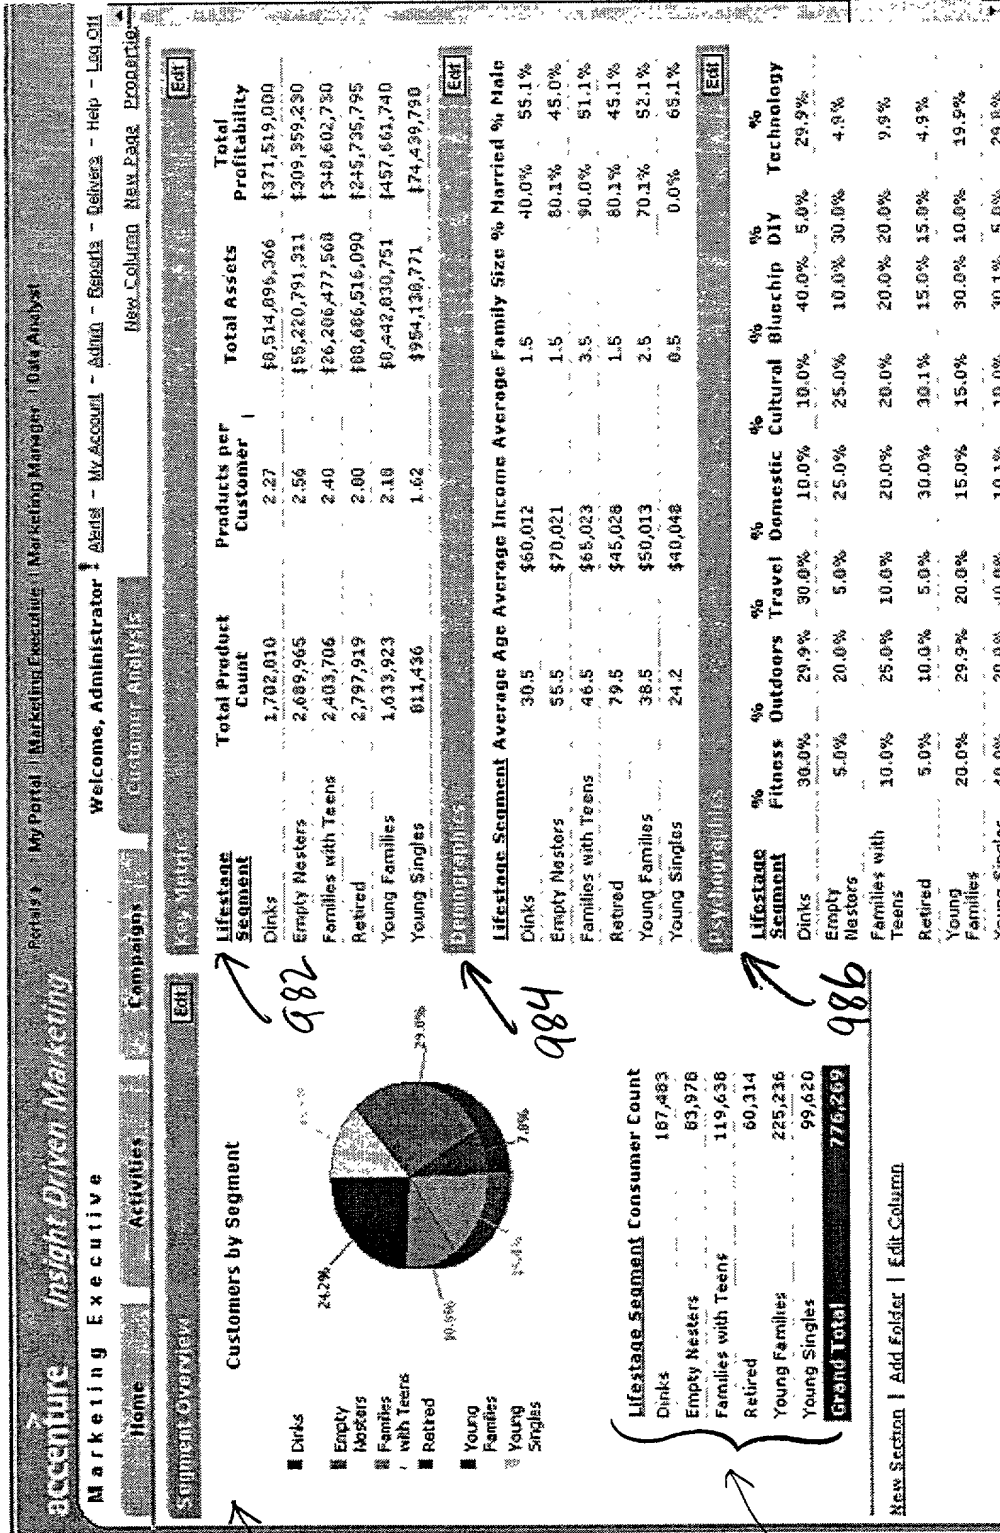 accenture Insight Driven Marketing
Portals My Portal | Marketing Executive | Marketing Manager | Data Analyst
Marketing Executive
Welcome, Administrator Alerts - My Account - Admin - Reports - Delivers - Help - Log Off
Home Activities Campaigns Customer Analysis
New Column New Page Properties
Segment Overview Edit
Customers by Segment
Dinks
Empty Nesters
Families with Teens
Retired
Young Families
Young Singles
24.2%
29.0%
7.8%
Lifestage Segment Consumer Count
Dinks 187,483
Empty Nesters 83,978
Families with Teens 119,638
Retired 60,314
Young Families 225,236
Young Singles 99,620
Grand Total 776,269
New Section | Add Folder | Edit Column
Key Metrics Edit
Lifestage Segment Total Product Count Products per Customer Total Assets Total Profitability
Dinks 1,702,010 2.27 $8,514,896,366 $371,519,000
Empty Nesters 2,689,965 2.56 $55,220,791,311 $309,359,230
Families with Teens 2,403,706 2.40 $26,206,477,568 $348,602,730
Retired 2,797,919 2.80 $88,686,516,090 $245,735,795
Young Families 1,633,923 2.18 $8,442,830,751 $457,661,740
Young Singles 811,436 1.62 $954,138,771 $74,439,790
982
Demographics Edit
Lifestage Segment Average Age Average Income Average Family Size % Married % Male
Dinks 30.5 $60,012 1.5 40.0% 55.1%
Empty Nesters 55.5 $70,021 1.5 80.1% 45.0%
Families with Teens 46.5 $65,023 3.5 90.0% 51.1%
Retired 79.5 $45,028 1.5 80.1% 45.1%
Young Families 38.5 $50,013 2.5 70.1% 52.1%
Young Singles 24.2 $40,048 0.5 0.0% 65.1%
984
Psychographics Edit
Lifestage Segment % Fitness % Outdoors % Travel % Domestic % Cultural % Bluechip % DIY % Technology
Dinks 30.0% 29.9% 30.0% 10.0% 10.0% 40.0% 5.0% 29.9%
Empty Nesters 5.0% 20.0% 5.0% 25.0% 25.0% 10.0% 30.0% 4.9%
Families with Teens 10.0% 25.0% 10.0% 20.0% 20.0% 20.0% 20.0% 9.9%
Retired 5.0% 10.0% 5.0% 30.0% 30.1% 15.0% 15.0% 4.9%
Young Families 20.0% 29.9% 20.0% 15.0% 15.0% 30.0% 10.0% 19.9%
986